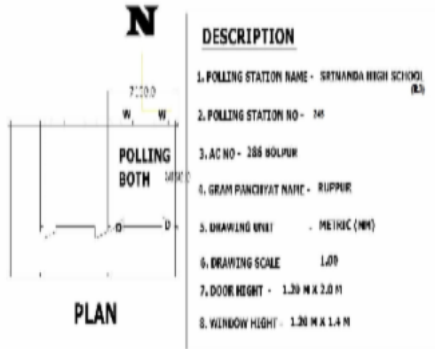 N
DESCRIPTION
1. POLLING STATION NAME - SRINANDA HIGH SCHOOL
2. POLLING STATION NO -
3. AC NO - 286 BOLPUR
4. GRAM PANCHYAT NAME - RUPPUR
5. DRAWING UNIT - METRIC (MM)
6. DRAWING SCALE 1.00
7. DOOR HIGHT - 1.20 M X 2.0 M
8. WINDOW HIGHT - 1.20 M X 1.4 M
W W
POLLING
BOTH
D D
PLAN